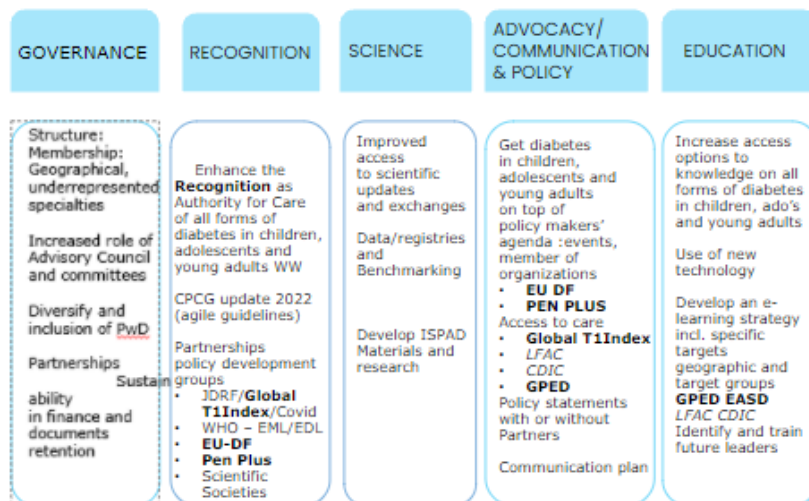 GOVERNANCE
Structure:
Membership:
Geographical,
underrepresented
specialties
Increased role of
Advisory Council
and committees
Diversify and
inclusion of PwD
Partnerships
Sustain
ability
in finance and
documents
retention
RECOGNITION
Enhance the
Recognition as
Authority for Care
of all forms of
diabetes in children,
adolescents and
young adults WW
CPCG update 2022
(agile guidelines)
Partnerships
policy development
groups
• JDRF/Global
T1Index/Covid
• WHO – EML/EDL
• EU-DF
• Pen Plus
• Scientific
Societies
SCIENCE
Improved
access
to scientific
updates
and exchanges
Data/registries
and
Benchmarking
Develop ISPAD
Materials and
research
ADVOCACY/
COMMUNICATION
& POLICY
Get diabetes
in children,
adolescents and
young adults
on top of
policy makers'
agenda :events,
member of
organizations
• EU DF
• PEN PLUS
Access to care
• Global T1Index
• LFAC
• CDIC
• GPED
Policy statements
with or without
Partners
Communication plan
EDUCATION
Increase access
options to
knowledge on all
forms of diabetes
in children, ado's
and young adults
Use of new
technology
Develop an e-
learning strategy
incl. specific
targets
geographic and
target groups
GPED EASD
LFAC CDIC
Identify and train
future leaders